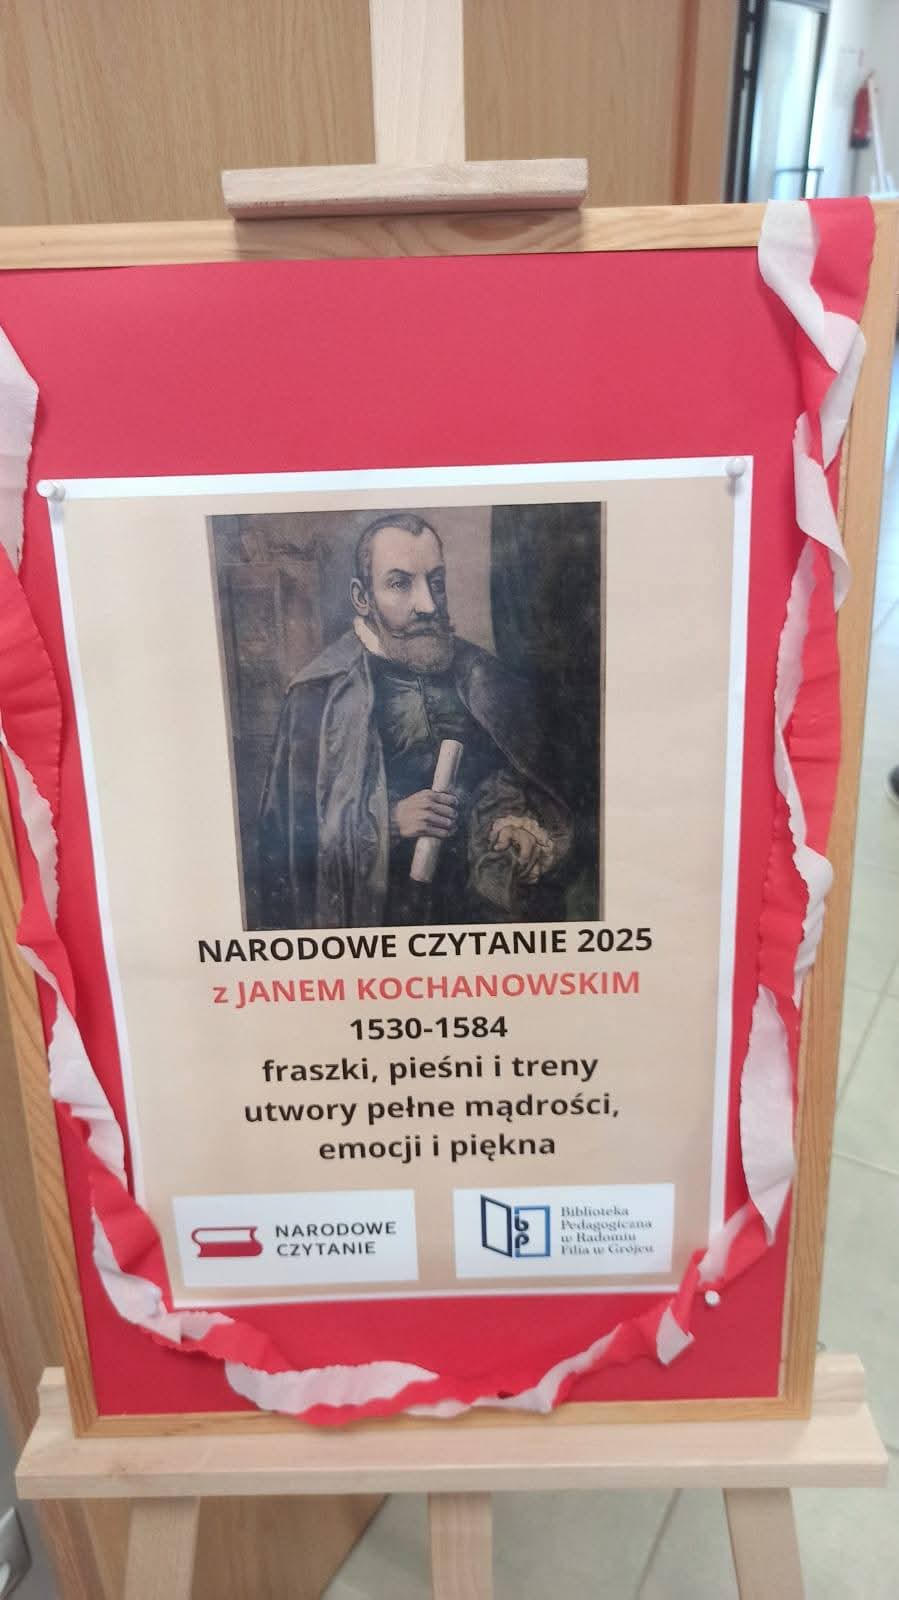 NARODOWE CZYTANIE 2025
z JANEM KOCHANOWSKIM
1530-1584
fraszki, pieśni i treny
utwory pełne mądrości,
emocji i piękna
NARODOWE
CZYTANIE
bp
Biblioteka
Pedagogiczna
w Radomiu
Filia w Grójcu